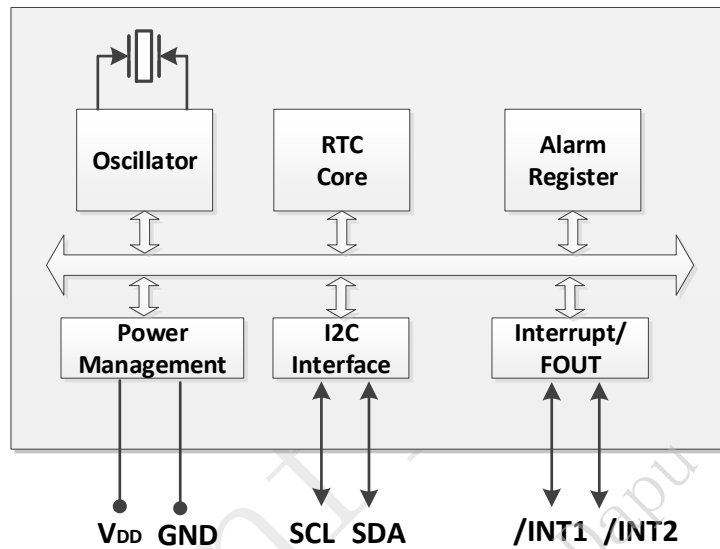 Oscillator
RTC
Core
Alarm
Register
Power
Management
I2C
Interface
Interrupt/
FOUT
VDD GND
SCL SDA
/INT1 /INT2